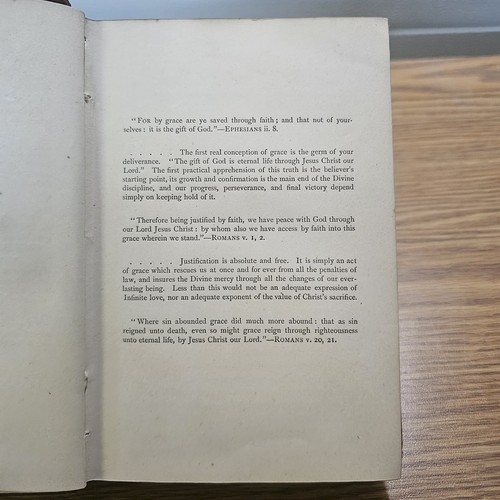 "FOR by grace are ye saved through faith; and that not of your-
selves: it is the gift of God."—EPHESIANS ii. 8.
. . . . . The first real conception of grace is the germ of your
deliverance. "The gift of God is eternal life through Jesus Christ our
Lord." The first practical apprehension of this truth is the believer's
starting point, its growth and confirmation is the main end of the Divine
discipline, and our progress, perseverance, and final victory depend
simply on keeping hold of it.
"Therefore being justified by faith, we have peace with God through
our Lord Jesus Christ: by whom also we have access by faith into this
grace wherein we stand."—ROMANS v. 1, 2.
. . . . . Justification is absolute and free. It is simply an act
of grace which rescues us at once and for ever from all the penalties of
law, and insures the Divine mercy through all the changes of our ever-
lasting being. Less than this would not be an adequate expression of
Infinite love, nor an adequate exponent of the value of Christ's sacrifice.
"Where sin abounded grace did much more abound: that as sin
reigned unto death, even so might grace reign through righteousness
unto eternal life, by Jesus Christ our Lord."—ROMANS v. 20, 21.